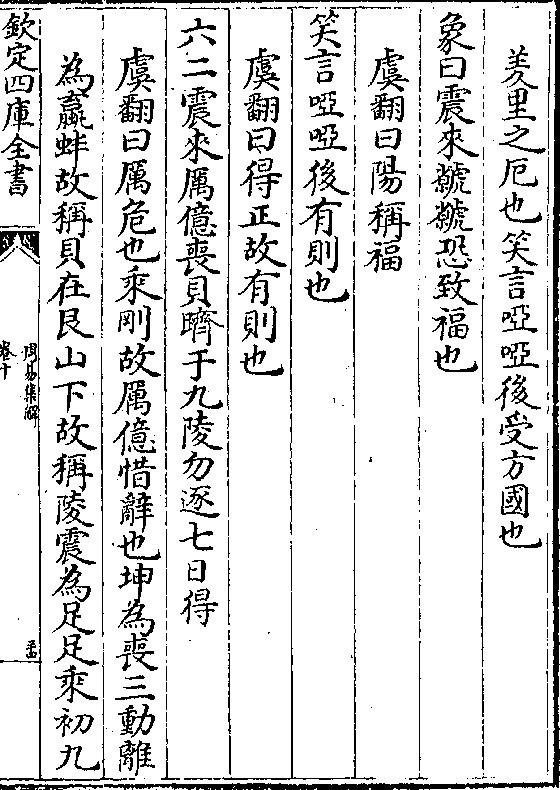 羑里之厄也笑言啞啞後受方國也
象曰震來虩虩恐致福也
虞翻曰陽稱福
笑言啞啞後有則也
虞翻曰得正故有則也
六二震來厲億喪貝躋于九陵勿逐七日得
虞翻曰厲危也乘剛故厲億惜辭也坤為喪三動離
為蠃蚌故稱貝在艮山下故稱陵震為足足乘初九
欽定四庫全書
周易集解
卷十